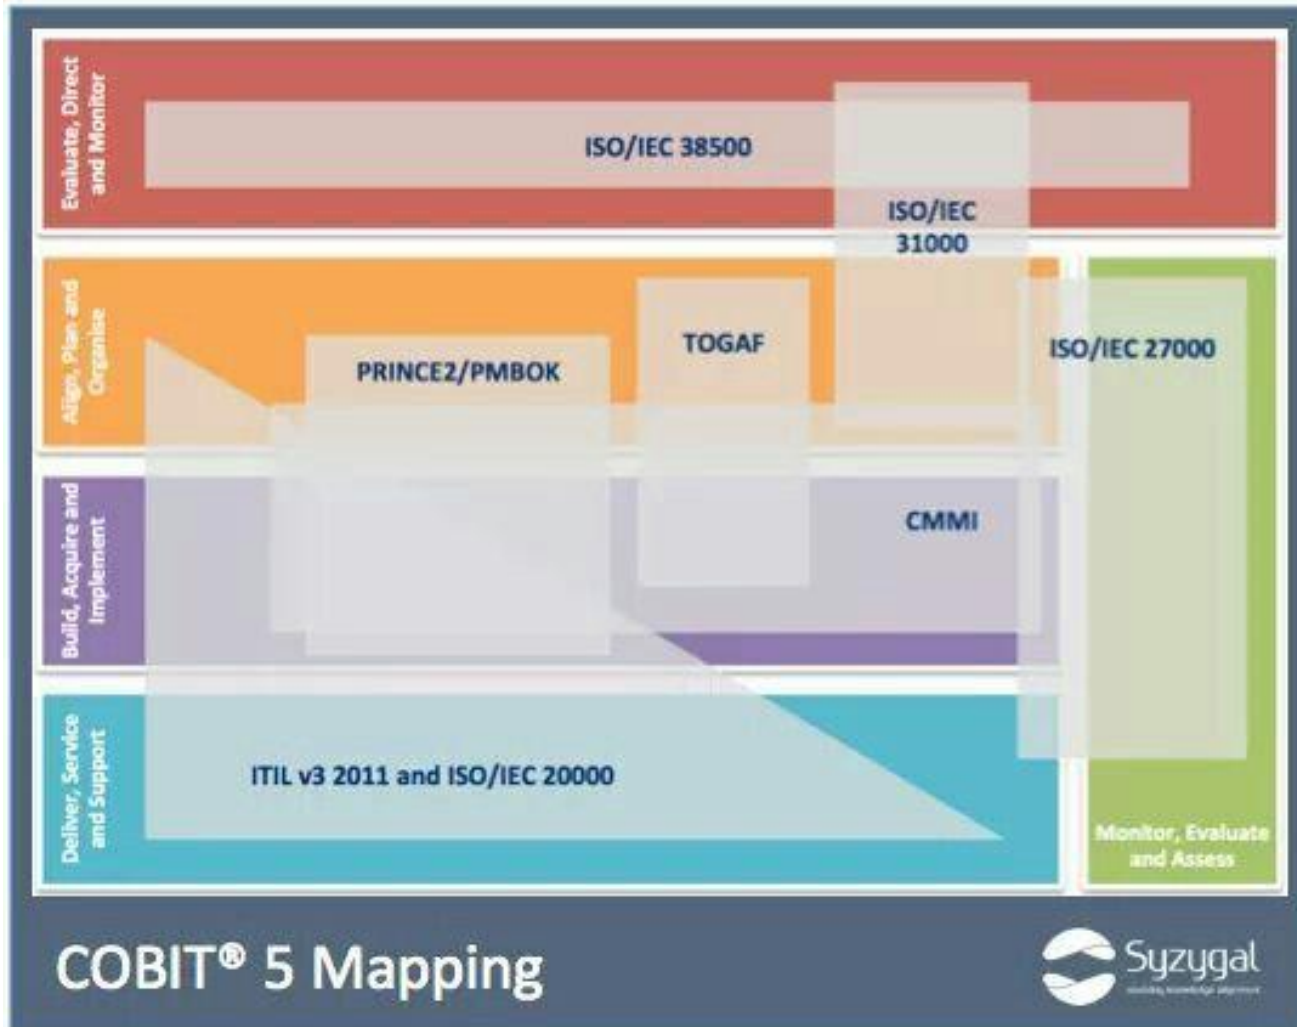 Evaluate, Direct
and Monitor
ISO/IEC 38500
ISO/IEC
31000
Align, Plan and
Organise
PRINCE2/PMBOK
TOGAF
ISO/IEC 27000
Build, Acquire and
Implement
CMMI
Deliver, Service
and Support
ITIL v3 2011 and ISO/IEC 20000
Monitor, Evaluate
and Assess
COBIT® 5 Mapping
Syzygal
knowledge alignment